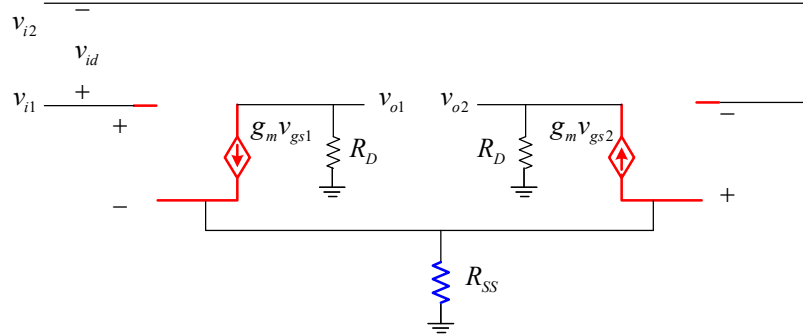 −
v_{i2}
v_{id}
+
v_{i1} v_{o1} v_{o2}
+ g_m v_{gs1} R_D R_D g_m v_{gs2} −
− +
R_{SS}